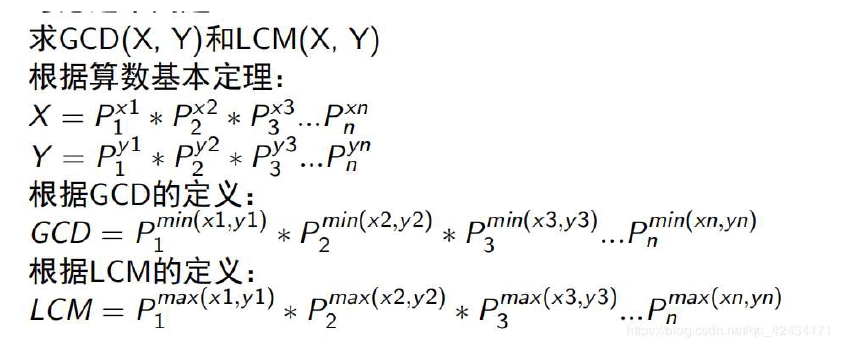 求GCD(X, Y)和LCM(X, Y)
根据算数基本定理:
X = P_1^{x1} * P_2^{x2} * P_3^{x3}...P_n^{xn}
Y = P_1^{y1} * P_2^{y2} * P_3^{y3}...P_n^{yn}
根据GCD的定义:
GCD = P_1^{min(x1,y1)} * P_2^{min(x2,y2)} * P_3^{min(x3,y3)}...P_n^{min(xn,yn)}
根据LCM的定义:
LCM = P_1^{max(x1,y1)} * P_2^{max(x2,y2)} * P_3^{max(x3,y3)}...P_n^{max(xn,yn)}
https://blog.csdn.net/qq_42434171